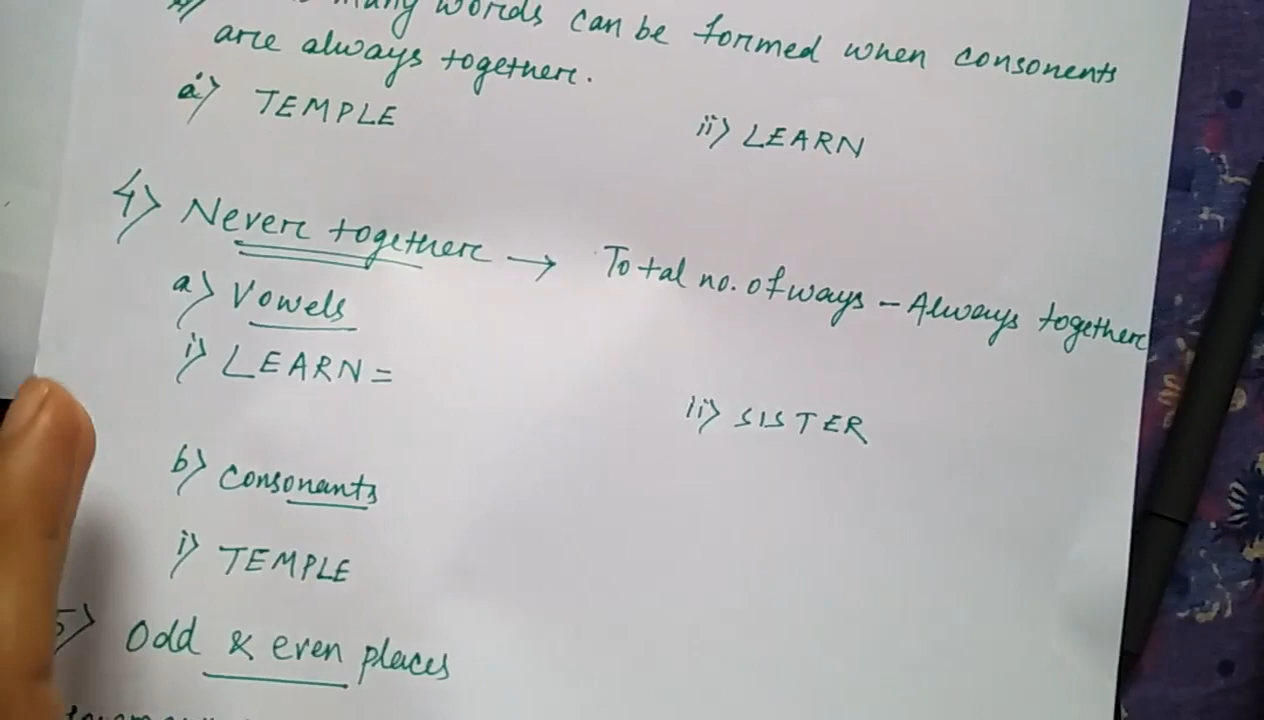 many words can be formed when consonents
are always together.
a) TEMPLE
ii) LEARN
4) Never together → Total no. of ways - Always together
a) Vowels
i) LEARN =
ii) SISTER
b) Consonants
i) TEMPLE
5) Odd & even places